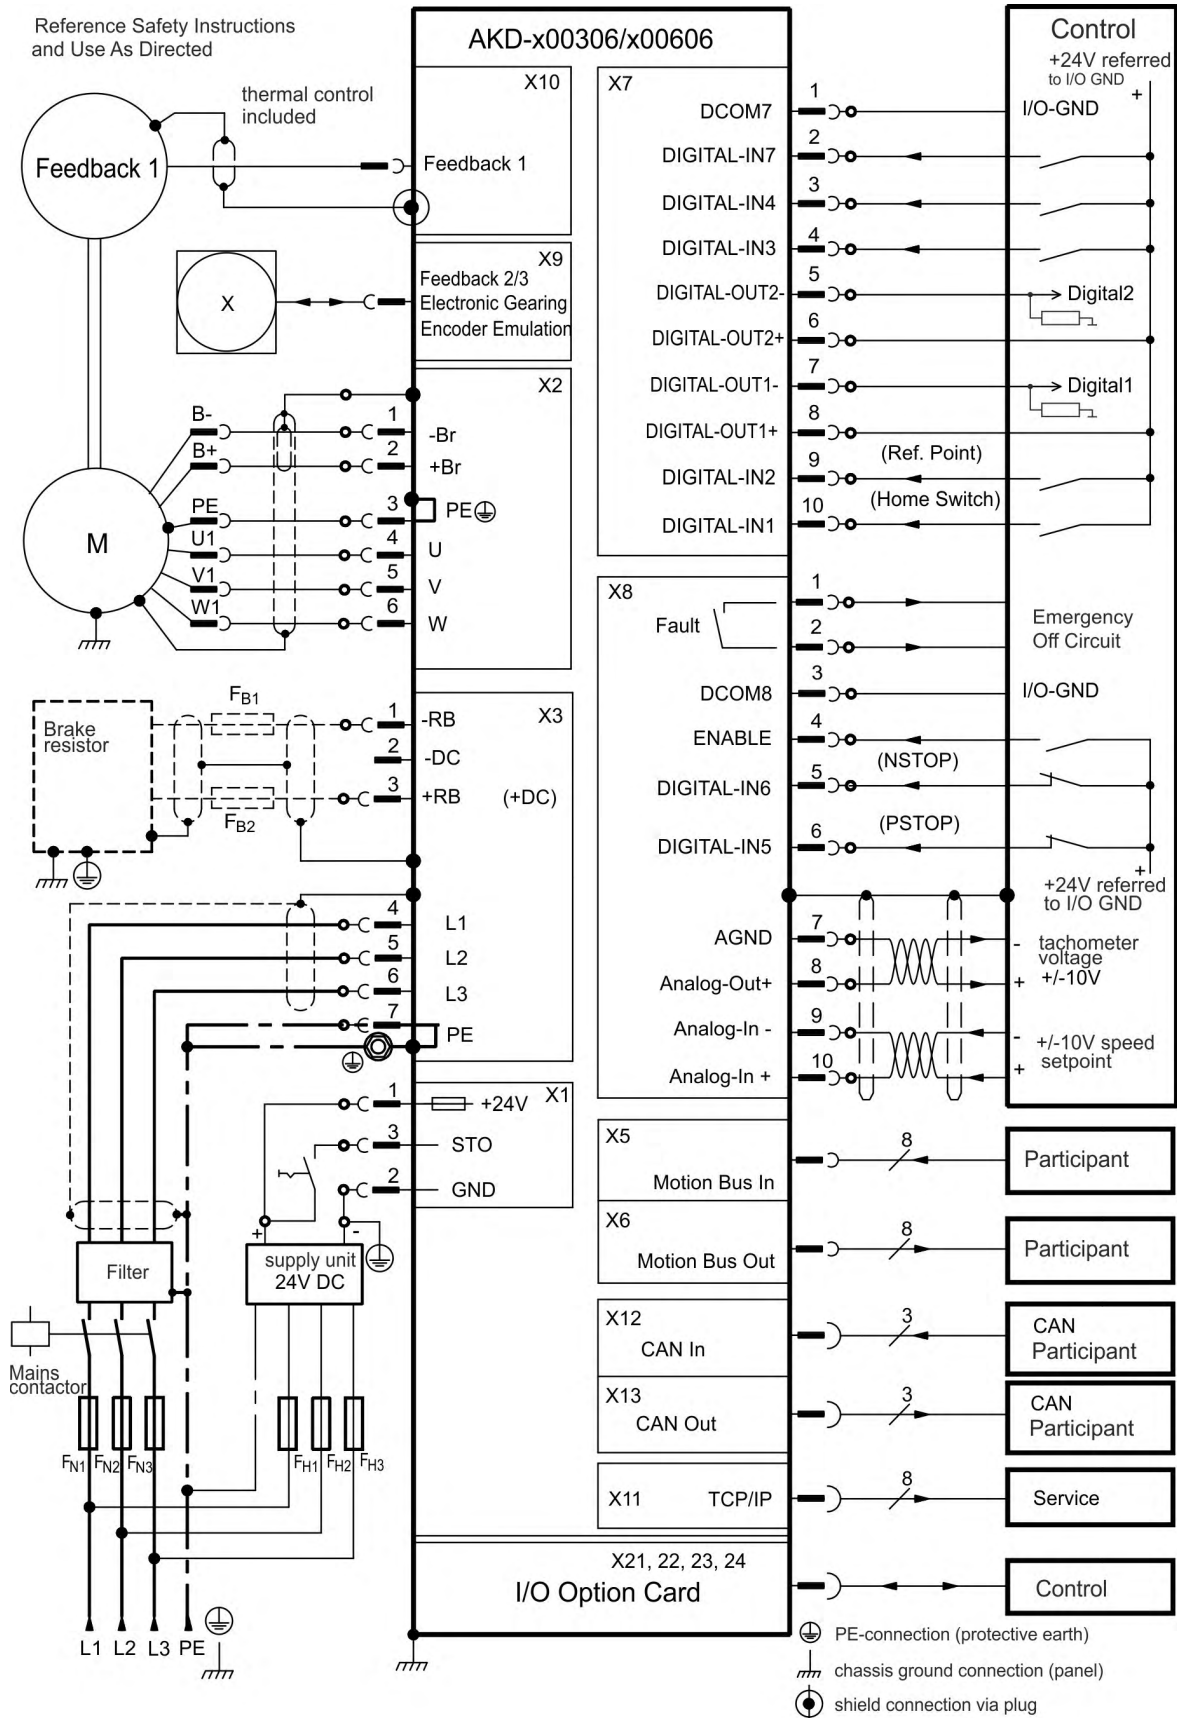 Reference Safety Instructions
and Use As Directed
AKD-x00306/x00606
Control
+24V referred
to I/O GND
+
thermal control
included
Feedback 1
X10
Feedback 1
X
X9
Feedback 2/3
Electronic Gearing
Encoder Emulation
X2
B-
1
-Br
B+
2
+Br
PE
3
PE
U1
4
U
V1
5
V
W1
6
W
M
X3
Brake
resistor
FB1
1
-RB
2
-DC
3
+RB
(+DC)
FB2
4
L1
5
L2
6
L3
7
PE
X1
1
+24V
3
STO
2
GND
+
-
supply unit
24V DC
Filter
Mains
contactor
FN1
FN2
FN3
FH1
FH2
FH3
L1
L2
L3
PE
X7
DCOM7
1
I/O-GND
DIGITAL-IN7
2
DIGITAL-IN4
3
DIGITAL-IN3
4
DIGITAL-OUT2-
5
Digital2
DIGITAL-OUT2+
6
DIGITAL-OUT1-
7
Digital1
DIGITAL-OUT1+
8
DIGITAL-IN2
9
(Ref. Point)
DIGITAL-IN1
10
(Home Switch)
X8
Fault
1
2
Emergency
Off Circuit
DCOM8
3
I/O-GND
ENABLE
4
DIGITAL-IN6
5
(NSTOP)
DIGITAL-IN5
6
(PSTOP)
+
+24V referred
to I/O GND
AGND
7
-
tachometer
voltage
Analog-Out+
8
+
+/-10V
Analog-In -
9
-
+/-10V speed
setpoint
Analog-In +
10
+
X5
Motion Bus In
8
Participant
X6
Motion Bus Out
8
Participant
X12
CAN In
3
CAN
Participant
X13
CAN Out
3
CAN
Participant
X11
TCP/IP
8
Service
X21, 22, 23, 24
I/O Option Card
Control
PE-connection (protective earth)
chassis ground connection (panel)
shield connection via plug